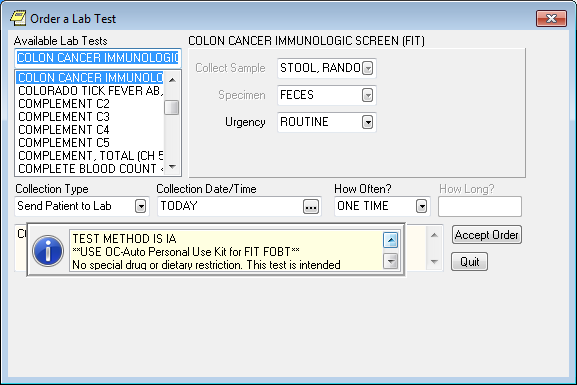 Order a Lab Test
Available Lab Tests
COLON CANCER IMMUNOLOGIC
COLON CANCER IMMUNOLO
COLORADO TICK FEVER AB,
COMPLEMENT C2
COMPLEMENT C3
COMPLEMENT C4
COMPLEMENT C5
COMPLEMENT, TOTAL (CH 5
COMPLETE BLOOD COUNT <
COLON CANCER IMMUNOLOGIC SCREEN (FIT)
Collect Sample STOOL, RANDO
Specimen FECES
Urgency ROUTINE
Collection Type Collection Date/Time How Often? How Long?
Send Patient to Lab TODAY ... ONE TIME
TEST METHOD IS IA
**USE OC-Auto Personal Use Kit for FIT FOBT**
No special drug or dietary restriction. This test is intended
Accept Order
Quit